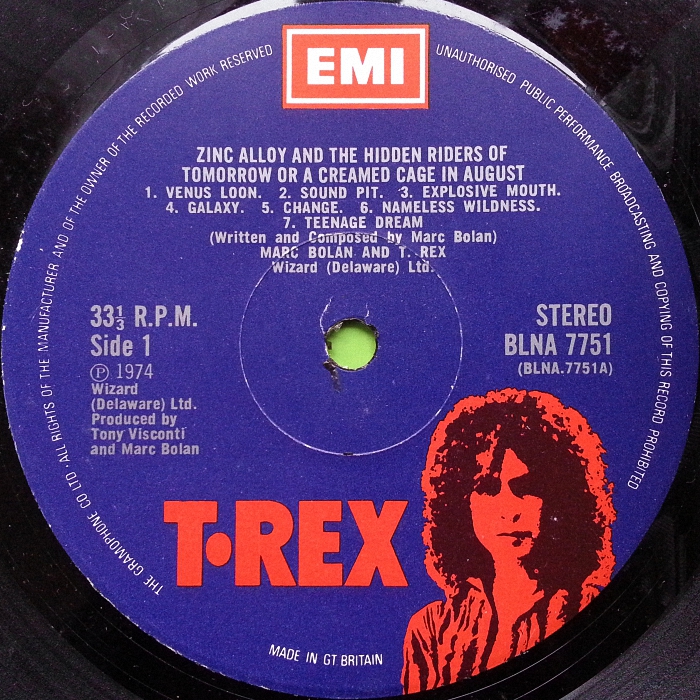 EMI
THE GRAMOPHONE CO LTD · ALL RIGHTS OF THE MANUFACTURER AND OF THE OWNER OF THE RECORDED WORK RESERVED
UNAUTHORISED PUBLIC PERFORMANCE BROADCASTING AND COPYING OF THIS RECORD PROHIBITED
ZINC ALLOY AND THE HIDDEN RIDERS OF
TOMORROW OR A CREAMED CAGE IN AUGUST
1. VENUS LOON. 2. SOUND PIT. 3. EXPLOSIVE MOUTH.
4. GALAXY. 5. CHANGE. 6. NAMELESS WILDNESS.
7. TEENAGE DREAM
(Written and Composed by Marc Bolan)
MARC BOLAN AND T. REX
Wizard (Delaware) Ltd.
33⅓ R.P.M.
Side 1
Ⓟ 1974
Wizard
(Delaware) Ltd.
Produced by
Tony Visconti
and Marc Bolan
STEREO
BLNA 7751
(BLNA.7751A)
T·REX
MADE IN GT BRITAIN